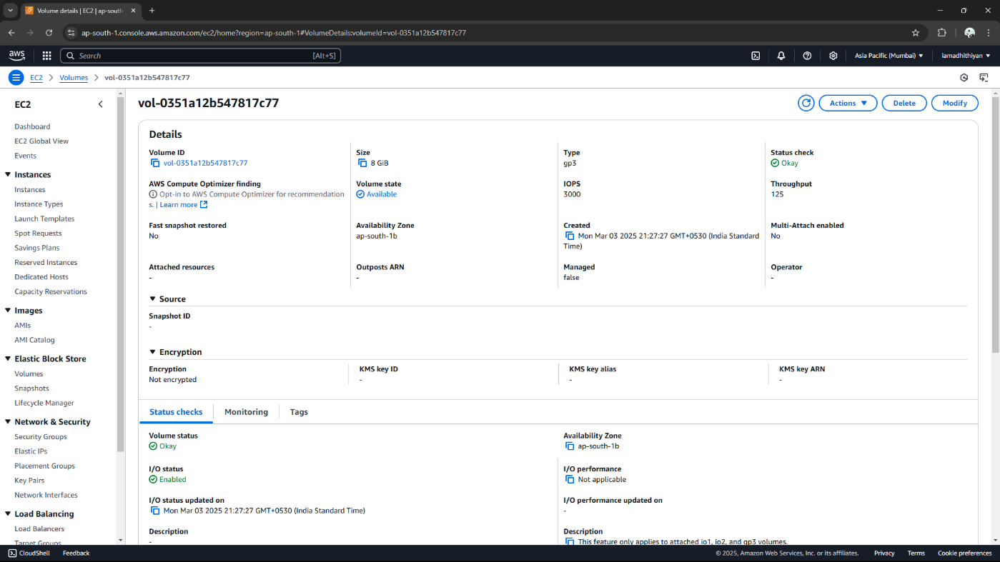 Volume details | EC2 | ap-south
ap-south-1.console.aws.amazon.com/ec2/home?region=ap-south-1#VolumeDetails:volumeId=vol-0351a12b547817c77
aws
Search
[Alt+S]
Asia Pacific (Mumbai)
iamadhithiyan
EC2
Volumes
vol-0351a12b547817c77
EC2
Dashboard
EC2 Global View
Events
Instances
Instances
Instance Types
Launch Templates
Spot Requests
Savings Plans
Reserved Instances
Dedicated Hosts
Capacity Reservations
Images
AMIs
AMI Catalog
Elastic Block Store
Volumes
Snapshots
Lifecycle Manager
Network & Security
Security Groups
Elastic IPs
Placement Groups
Key Pairs
Network Interfaces
Load Balancing
Load Balancers
Target Groups
vol-0351a12b547817c77
Actions
Delete
Modify
Details
Volume ID
vol-0351a12b547817c77
Size
8 GiB
Type
gp3
Status check
Okay
AWS Compute Optimizer finding
Opt-in to AWS Compute Optimizer for recommendation
s. | Learn more
Volume state
Available
IOPS
3000
Throughput
125
Fast snapshot restored
No
Availability Zone
ap-south-1b
Created
Mon Mar 03 2025 21:27:27 GMT+0530 (India Standard
Time)
Multi-Attach enabled
No
Attached resources
-
Outposts ARN
-
Managed
false
Operator
-
Source
Snapshot ID
-
Encryption
Encryption
Not encrypted
KMS key ID
-
KMS key alias
-
KMS key ARN
-
Status checks
Monitoring
Tags
Volume status
Okay
Availability Zone
ap-south-1b
I/O status
Enabled
I/O performance
Not applicable
I/O status updated on
Mon Mar 03 2025 21:27:27 GMT+0530 (India Standard Time)
I/O performance updated on
-
Description
-
Description
This feature only applies to attached io1, io2, and gp3 volumes.
CloudShell
Feedback
© 2025, Amazon Web Services, Inc. or its affiliates.
Privacy
Terms
Cookie preferences